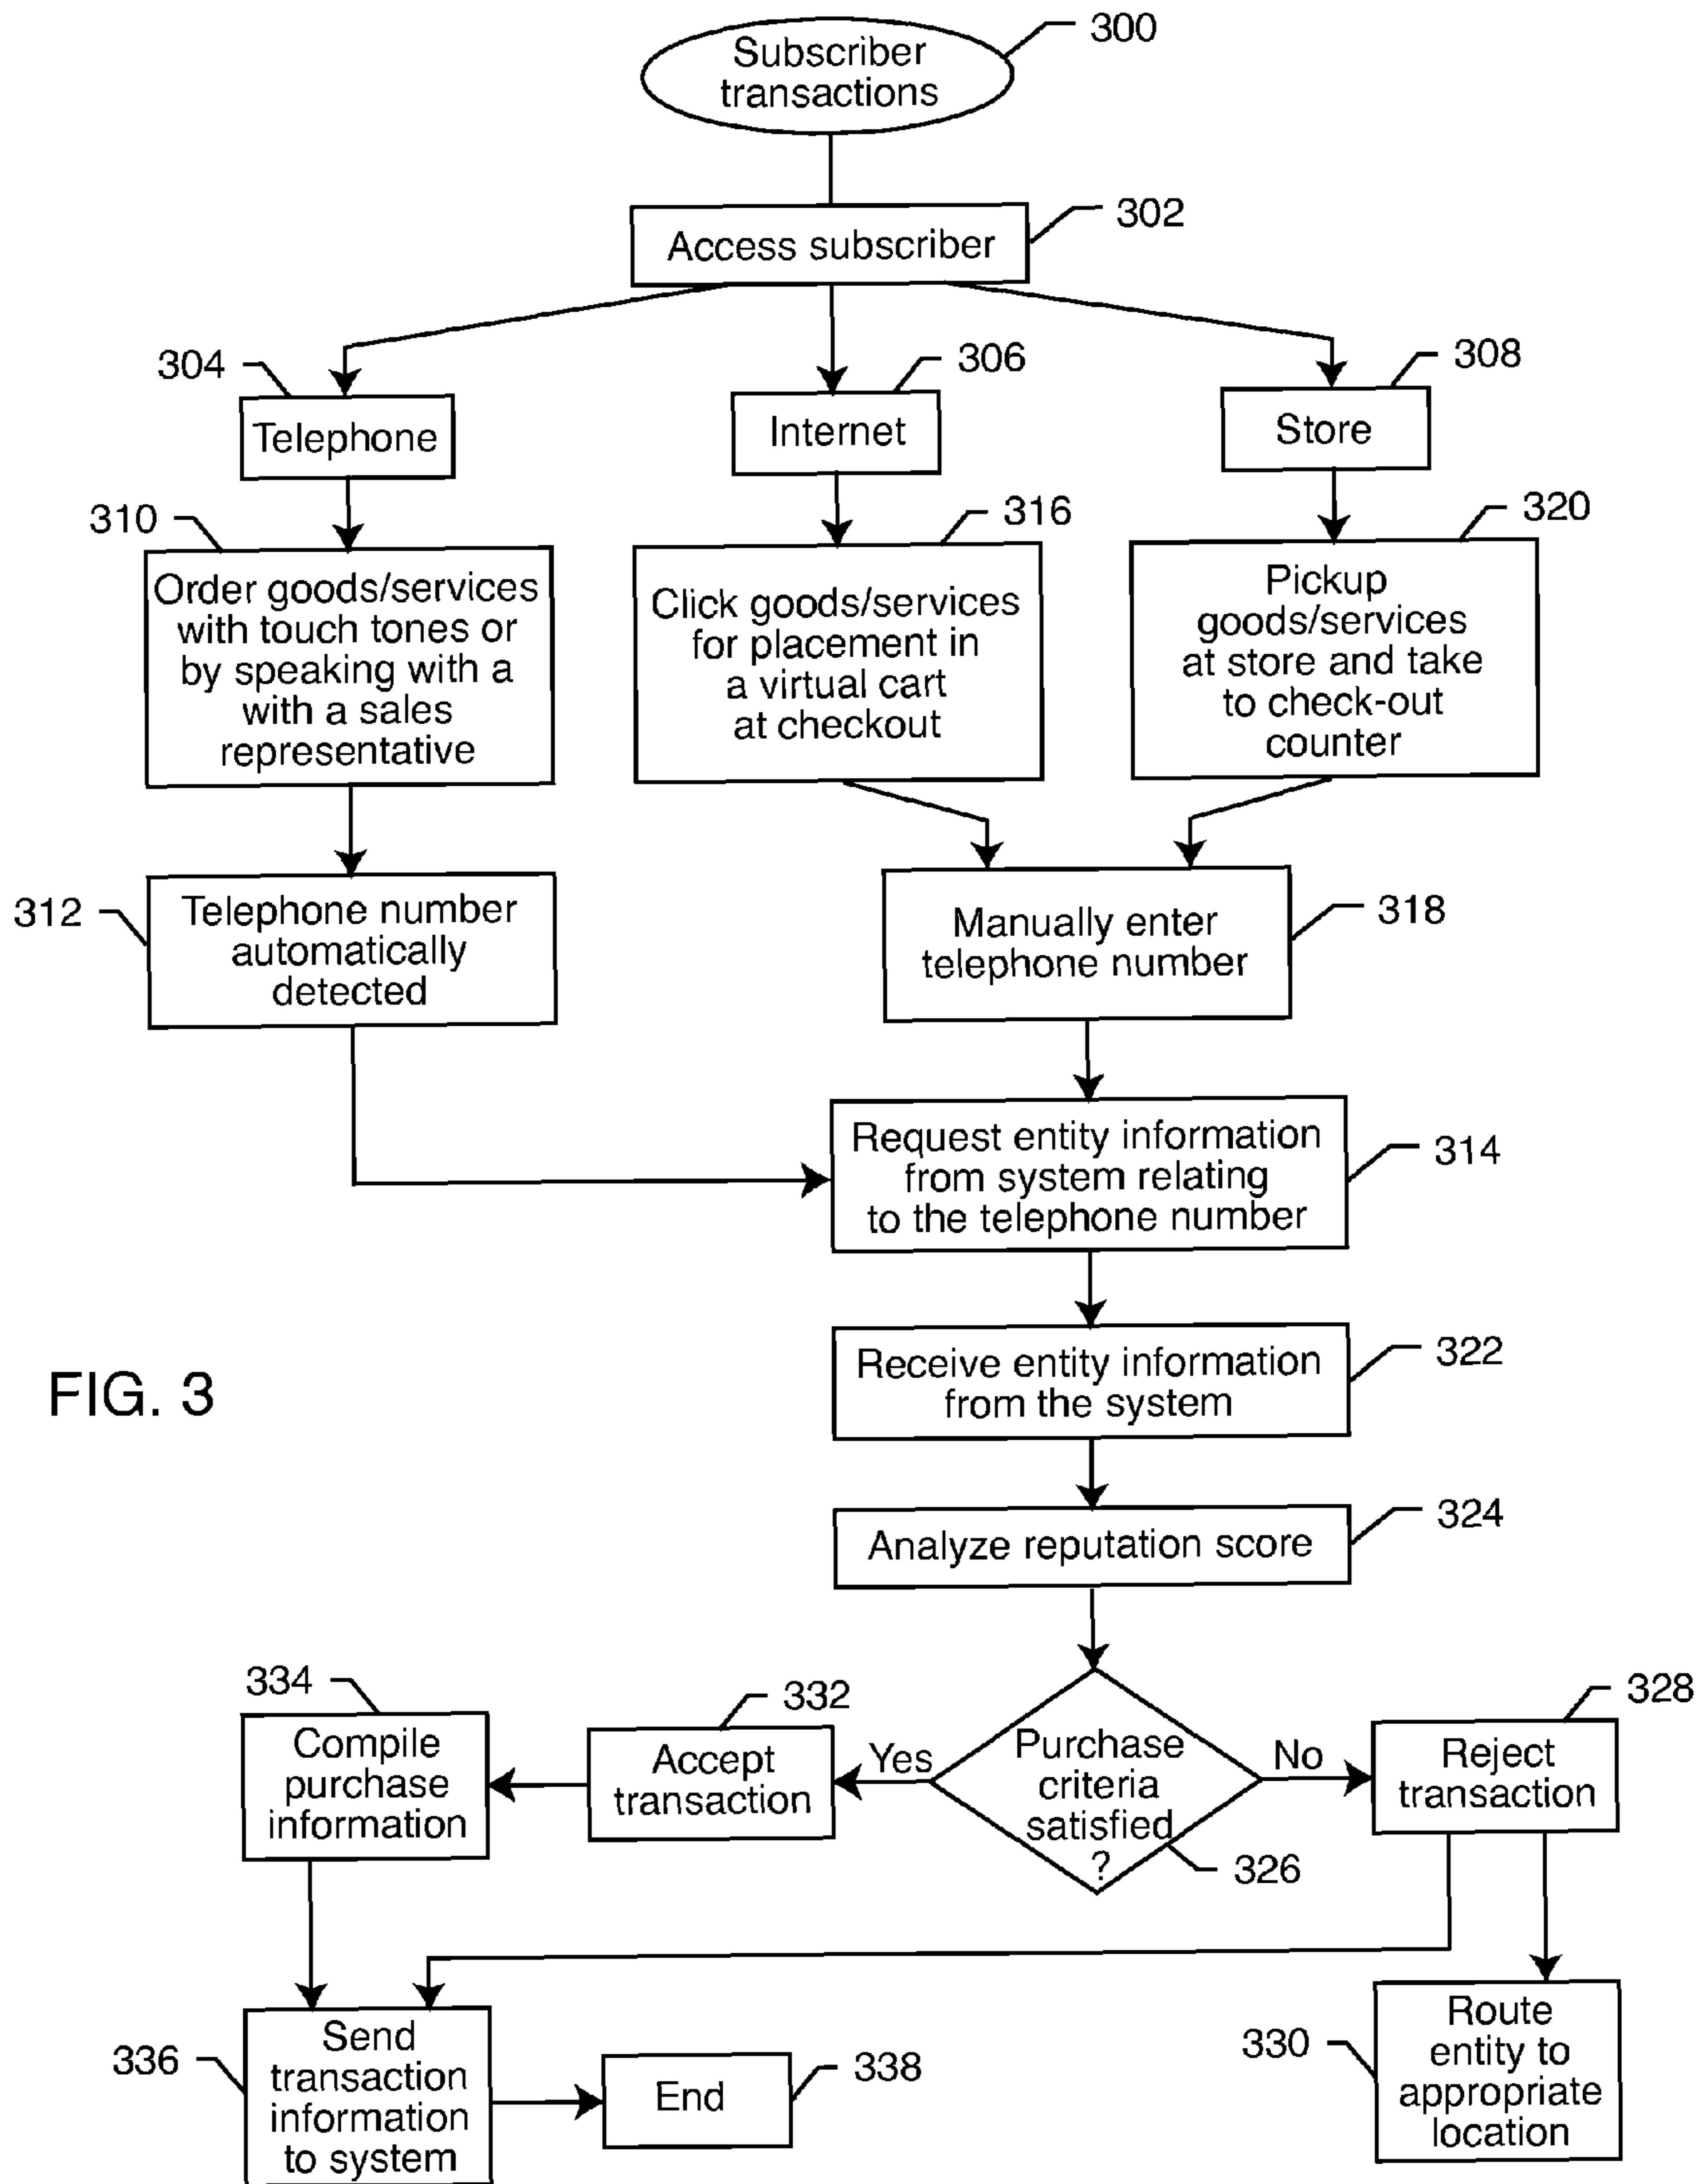 300
Subscriber
transactions
302
Access subscriber
304
Telephone
306
Internet
308
Store
310
Order goods/services
with touch tones or
by speaking with a
with a sales
representative
316
Click goods/services
for placement in
a virtual cart
at checkout
320
Pickup
goods/services
at store and take
to check-out
counter
312
Telephone number
automatically
detected
318
Manually enter
telephone number
314
Request entity information
from system relating
to the telephone number
322
Receive entity information
from the system
FIG. 3
324
Analyze reputation score
334
Compile
purchase
information
332
Accept
transaction
Yes
Purchase
criteria
satisfied
?
326
No
328
Reject
transaction
336
Send
transaction
information
to system
338
End
330
Route
entity to
appropriate
location